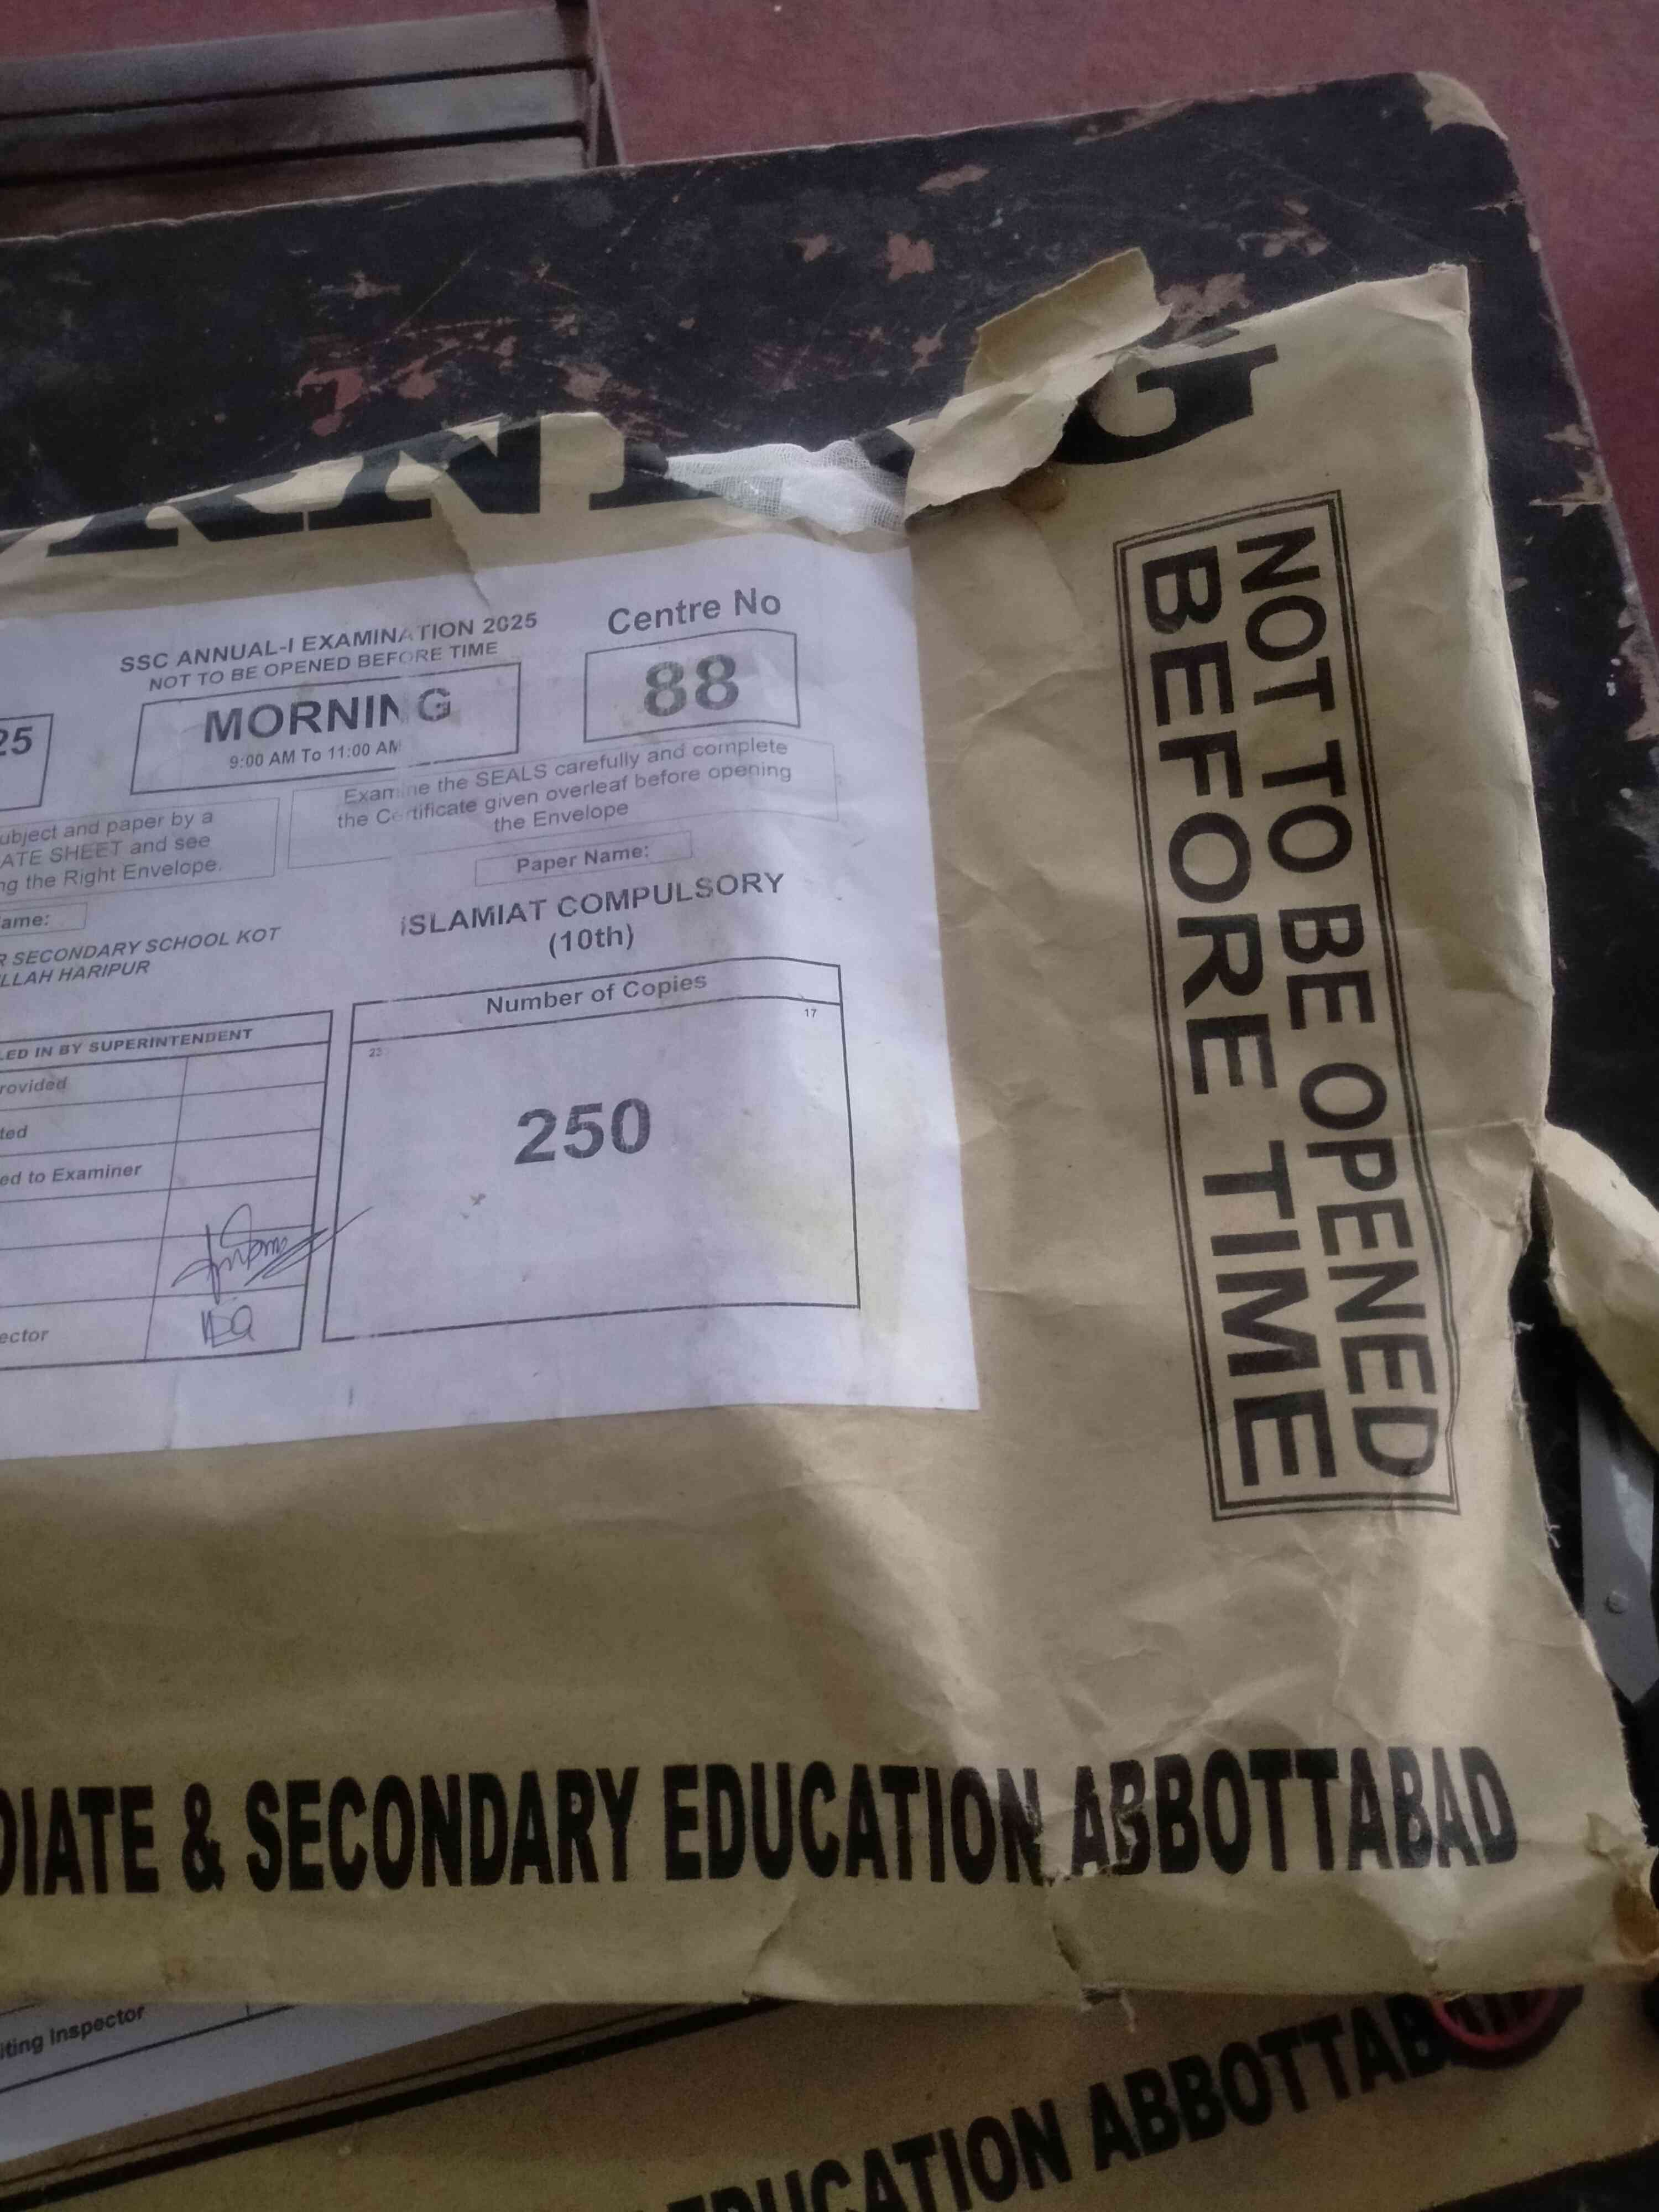 RNING
SSC ANNUAL-I EXAMINATION 2025
NOT TO BE OPENED BEFORE TIME
Centre No
25
MORNING
9:00 AM To 11:00 AM
88
ubject and paper by a
ATE SHEET and see
ng the Right Envelope.
Examine the SEALS carefully and complete
the Certificate given overleaf before opening
the Envelope
ame:
R SECONDARY SCHOOL KOT
LLAH HARIPUR
Paper Name:
ISLAMIAT COMPULSORY
(10th)
LED IN BY SUPERINTENDENT
rovided
ted
ed to Examiner
ector
Number of Copies
17
23
250
NOT TO BE OPENED
BEFORE TIME
DIATE & SECONDARY EDUCATION ABBOTTABAD
iting Inspector
EDUCATION ABBOTTAB